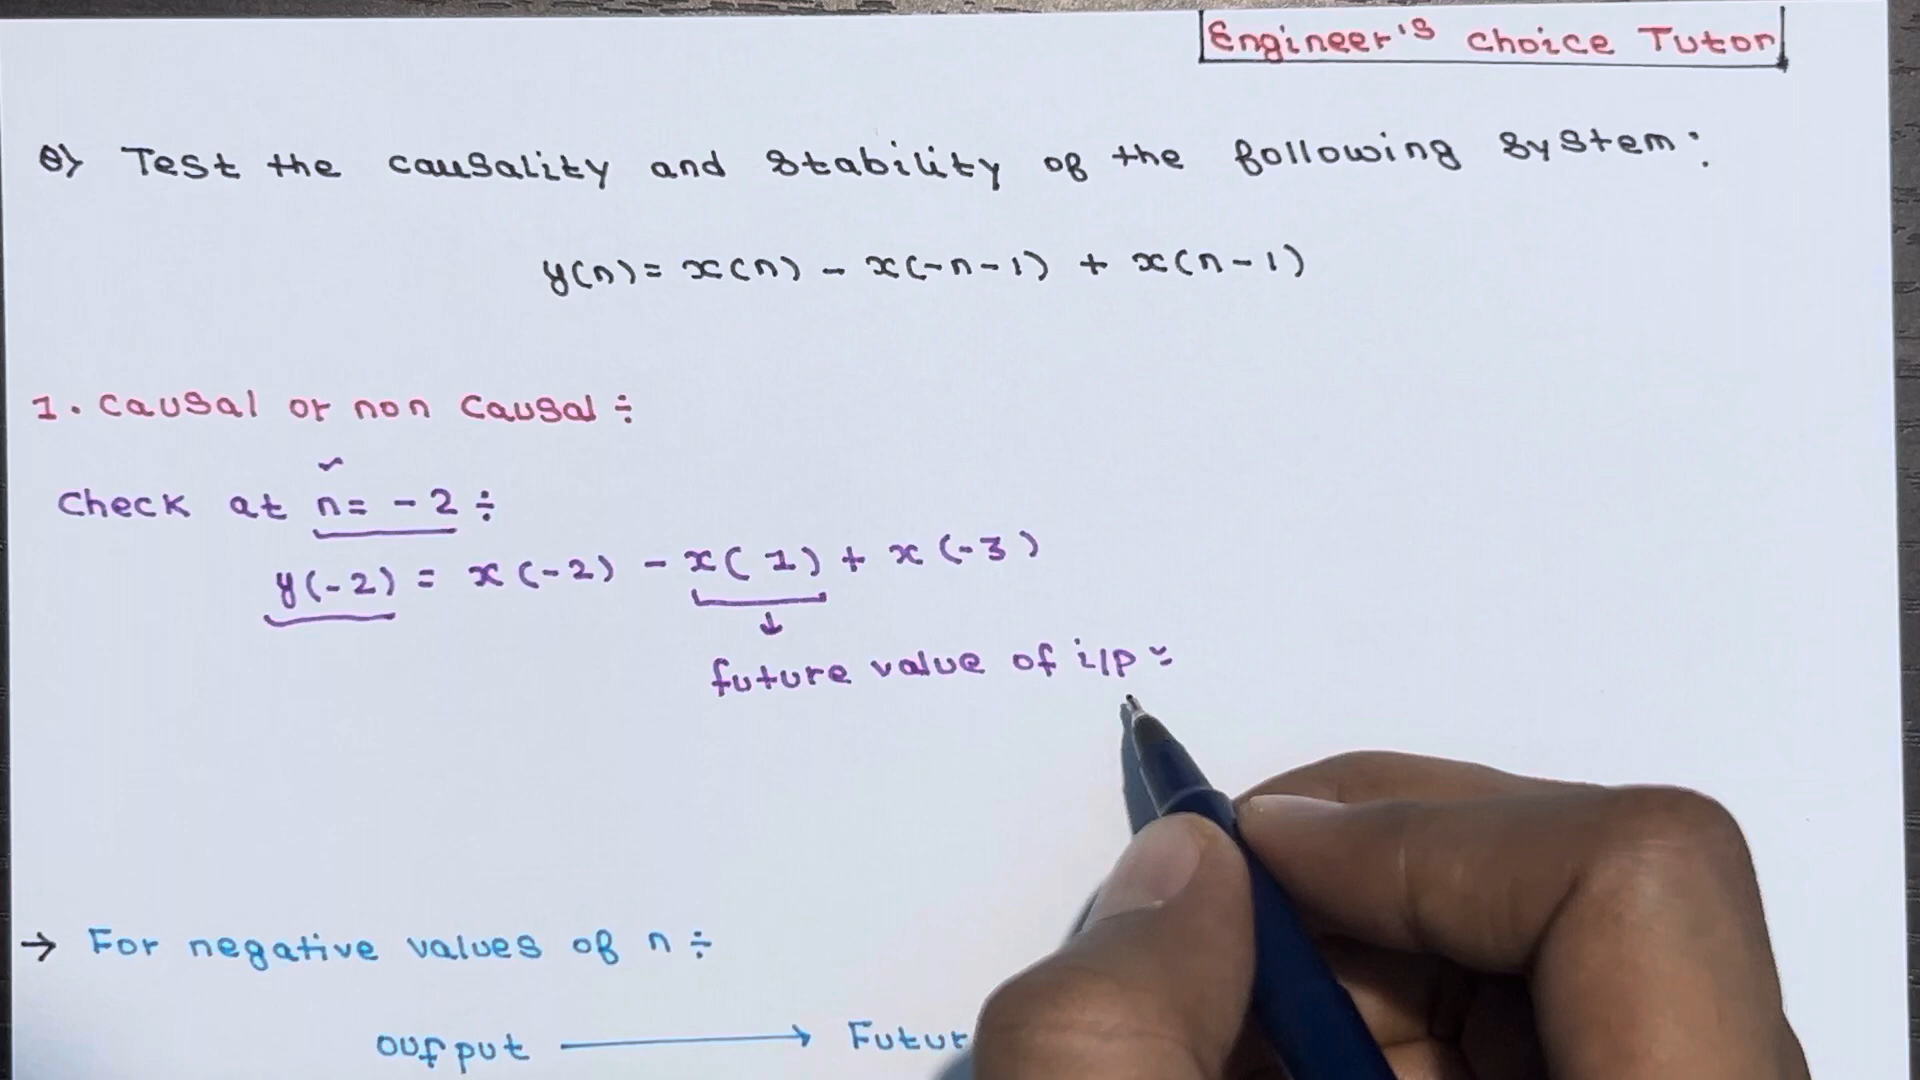 Engineer's Choice Tutor
Q) Test the causality and stability of the following system:
y(n) = x(n) - x(-n-1) + x(n-1)
1. Causal or non Causal ÷
Check at n = -2 ÷
y(-2) = x(-2) - x(1) + x(-3)
↓
future value of i/p
→ For negative values of n ÷
output → Futur